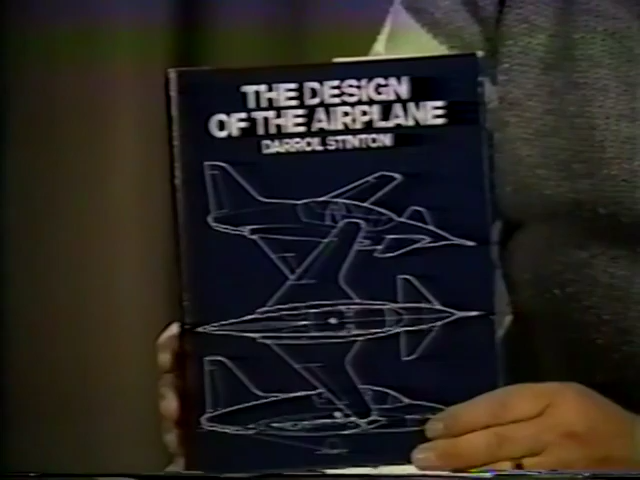 THE DESIGN
OF THE AIRPLANE
DARROL STINTON